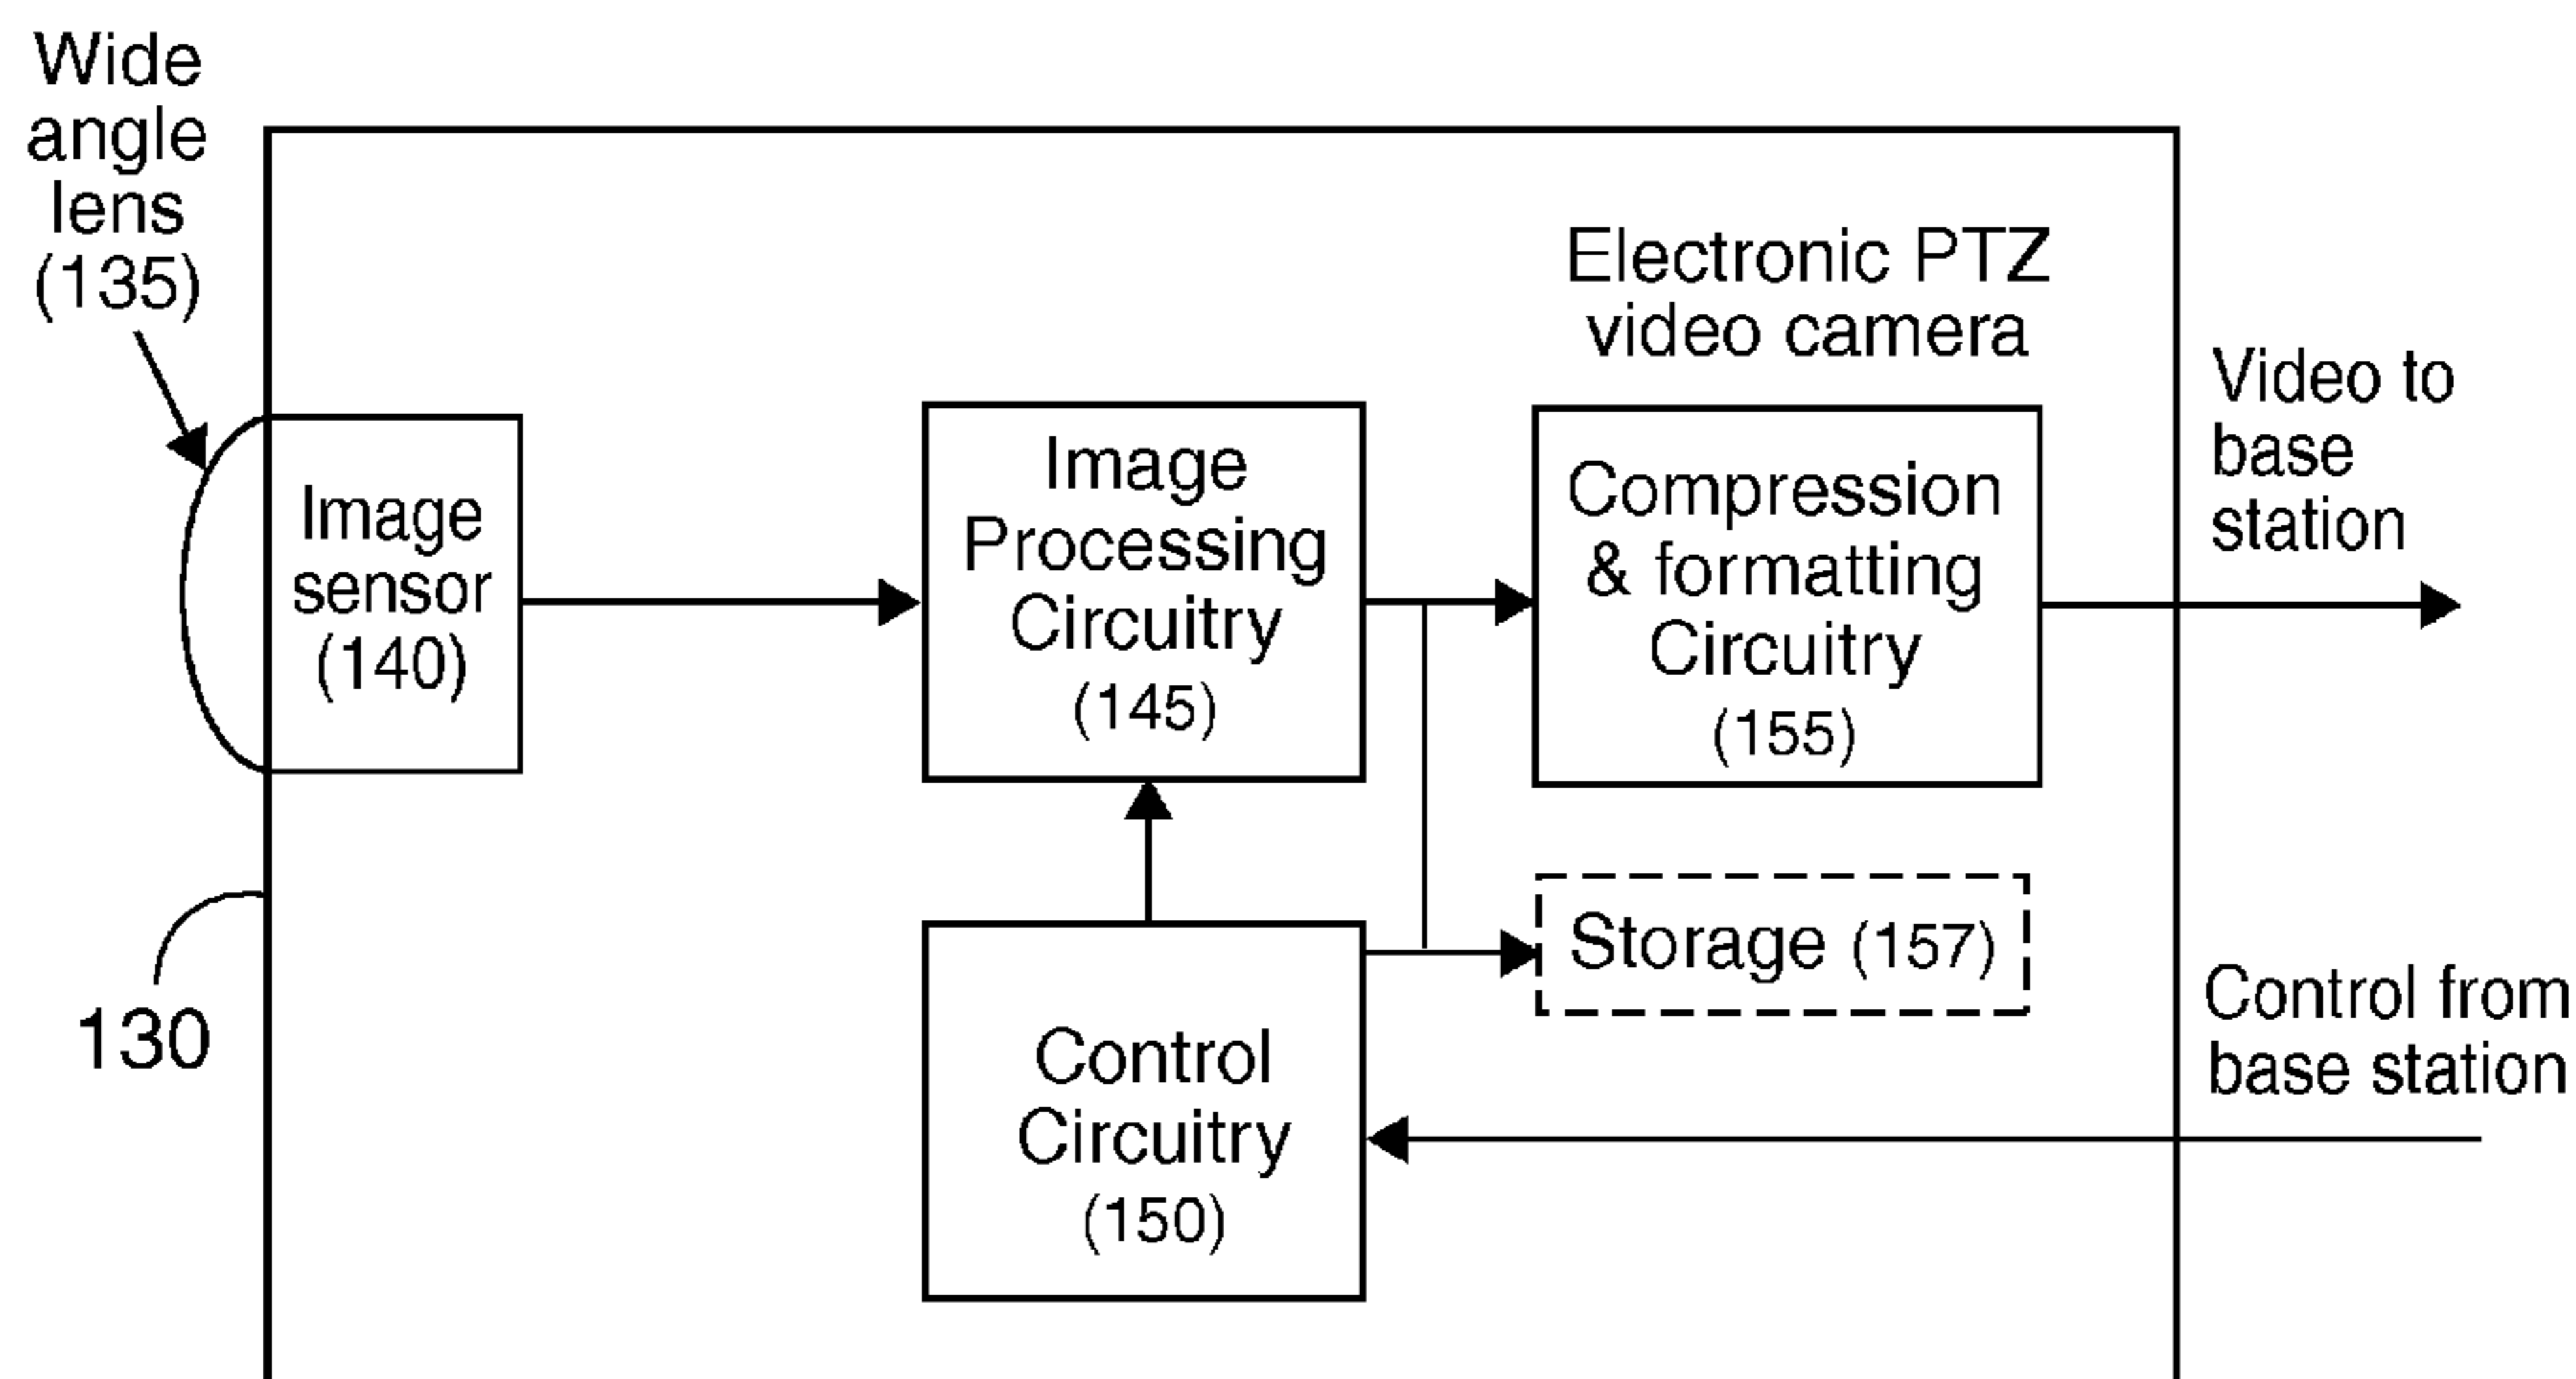 Wide
angle
lens
(135)
Electronic PTZ
video camera
Video to
base
station
Image
sensor
(140)
Image
Processing
Circuitry
(145)
Compression
& formatting
Circuitry
(155)
Storage (157)
130
Control
Circuitry
(150)
Control from
base station